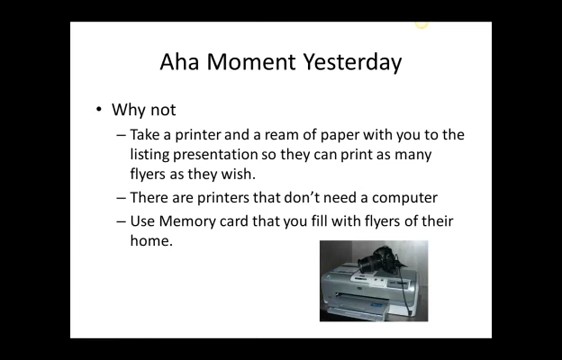 Aha Moment Yesterday
• Why not
– Take a printer and a ream of paper with you to the
listing presentation so they can print as many
flyers as they wish.
– There are printers that don't need a computer
– Use Memory card that you fill with flyers of their
home.